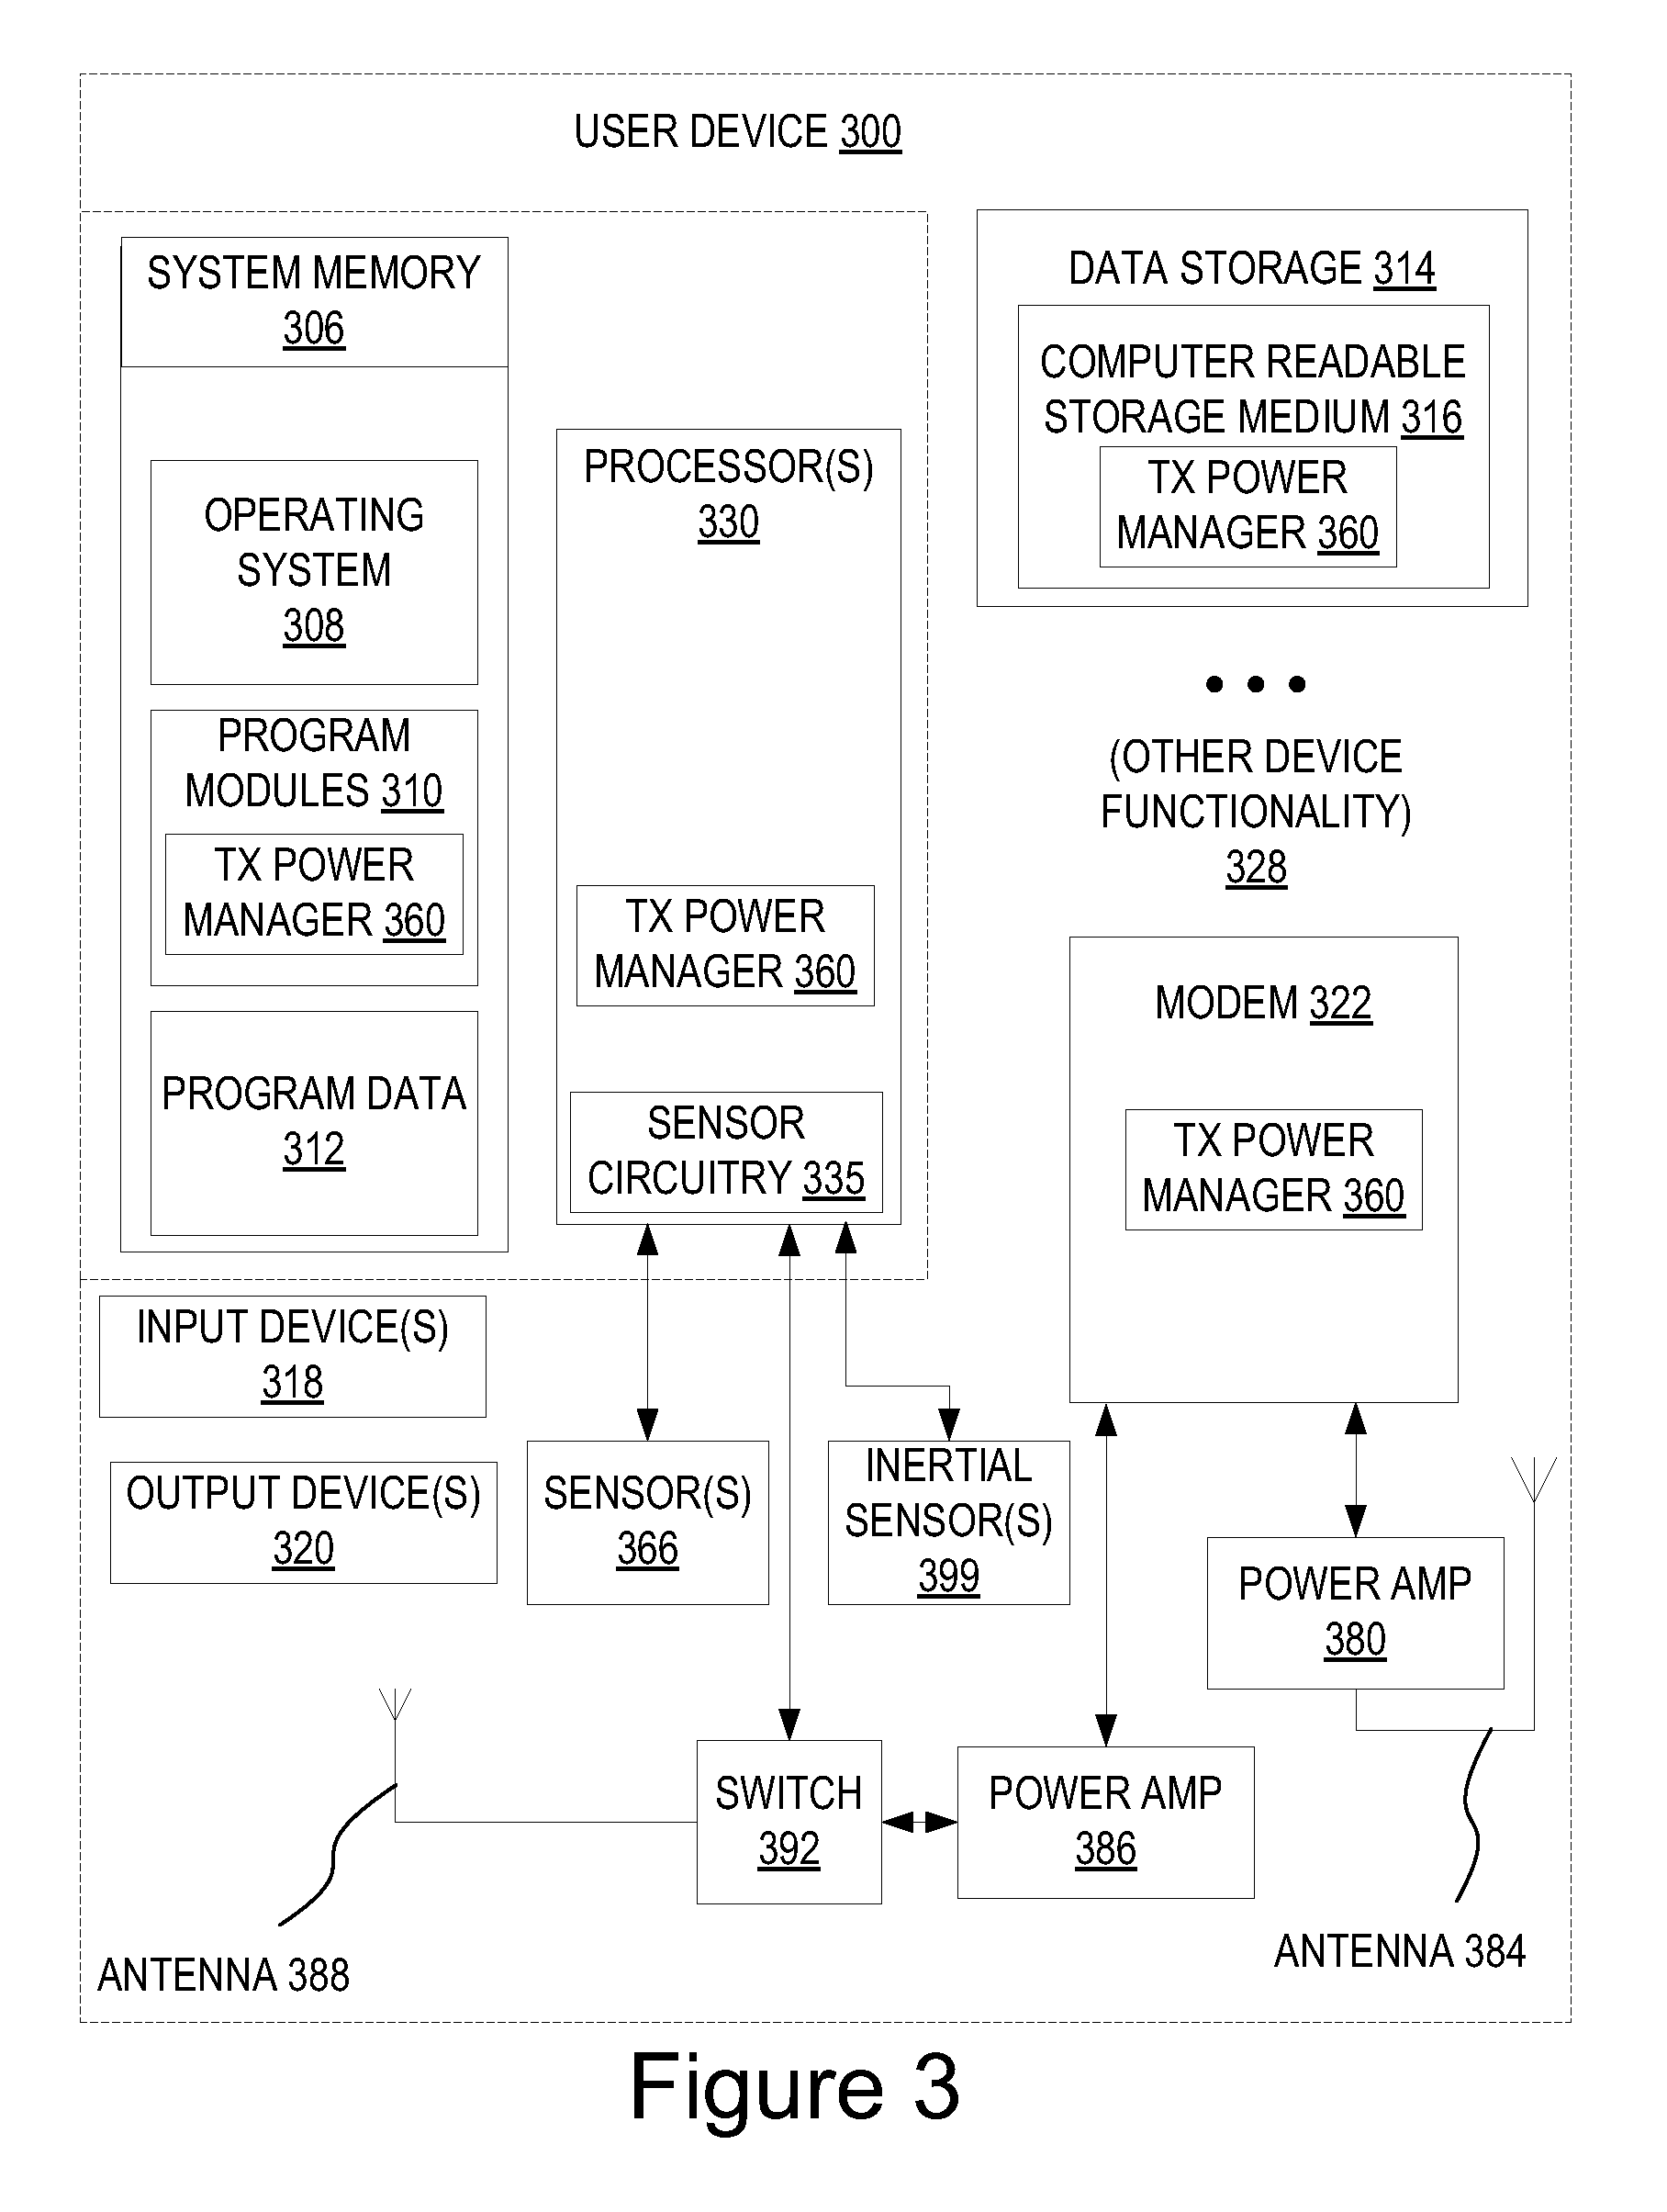 USER DEVICE 300
SYSTEM MEMORY
306
OPERATING
SYSTEM
308
PROGRAM
MODULES 310
TX POWER
MANAGER 360
PROGRAM DATA
312
PROCESSOR(S)
330
TX POWER
MANAGER 360
SENSOR
CIRCUITRY 335
DATA STORAGE 314
COMPUTER READABLE
STORAGE MEDIUM 316
TX POWER
MANAGER 360
(OTHER DEVICE
FUNCTIONALITY)
328
MODEM 322
TX POWER
MANAGER 360
INPUT DEVICE(S)
318
OUTPUT DEVICE(S)
320
SENSOR(S)
366
INERTIAL
SENSOR(S)
399
POWER AMP
380
SWITCH
392
POWER AMP
386
ANTENNA 388
ANTENNA 384
Figure 3